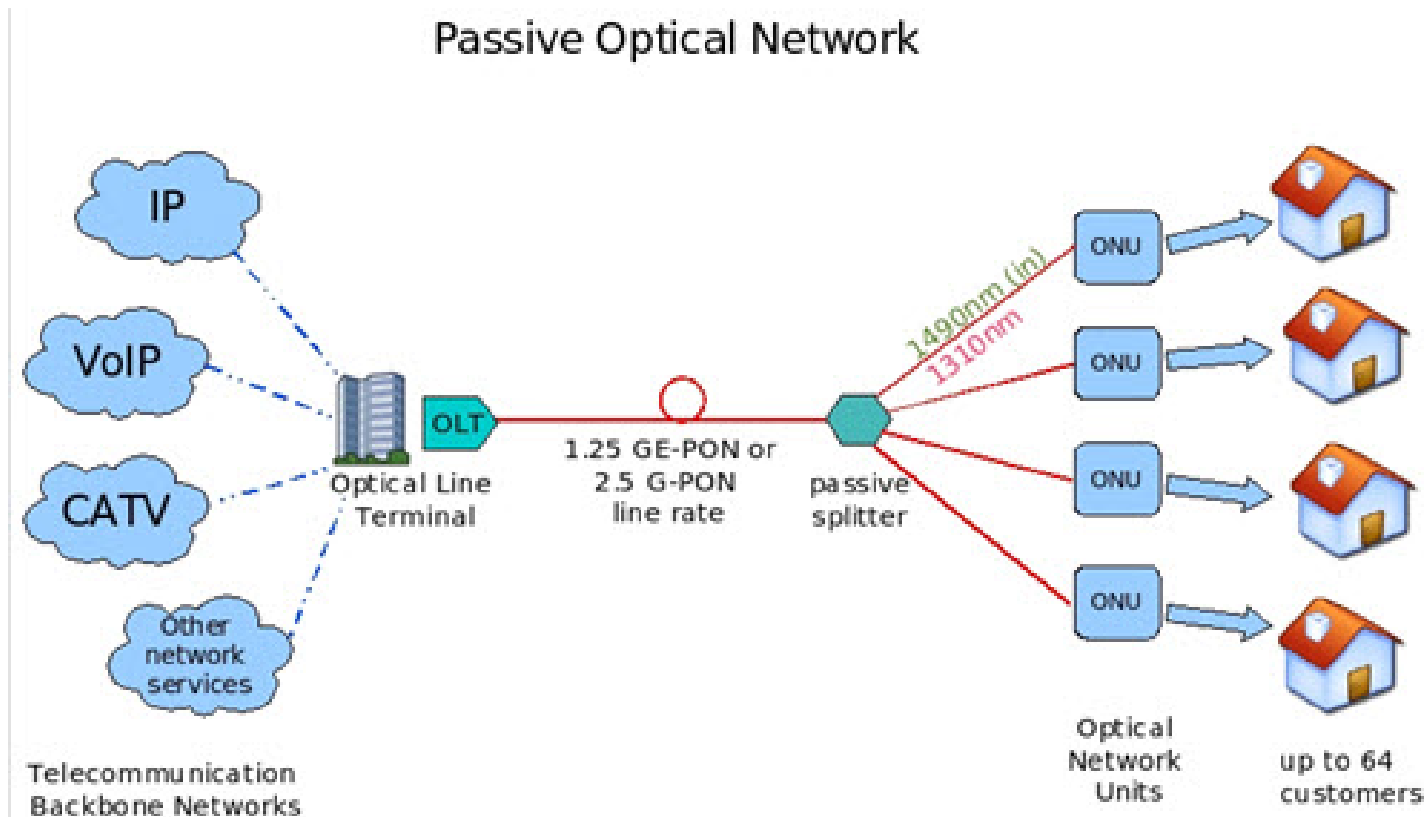 Passive Optical Network
IP
VoIP
CATV
Other
network
services
Telecommunication
Backbone Networks
OLT
Optical Line
Terminal
1.25 GE-PON or
2.5 G-PON
line rate
passive
splitter
1490nm (in)
1310nm
ONU
ONU
ONU
ONU
Optical
Network
Units
up to 64
customers